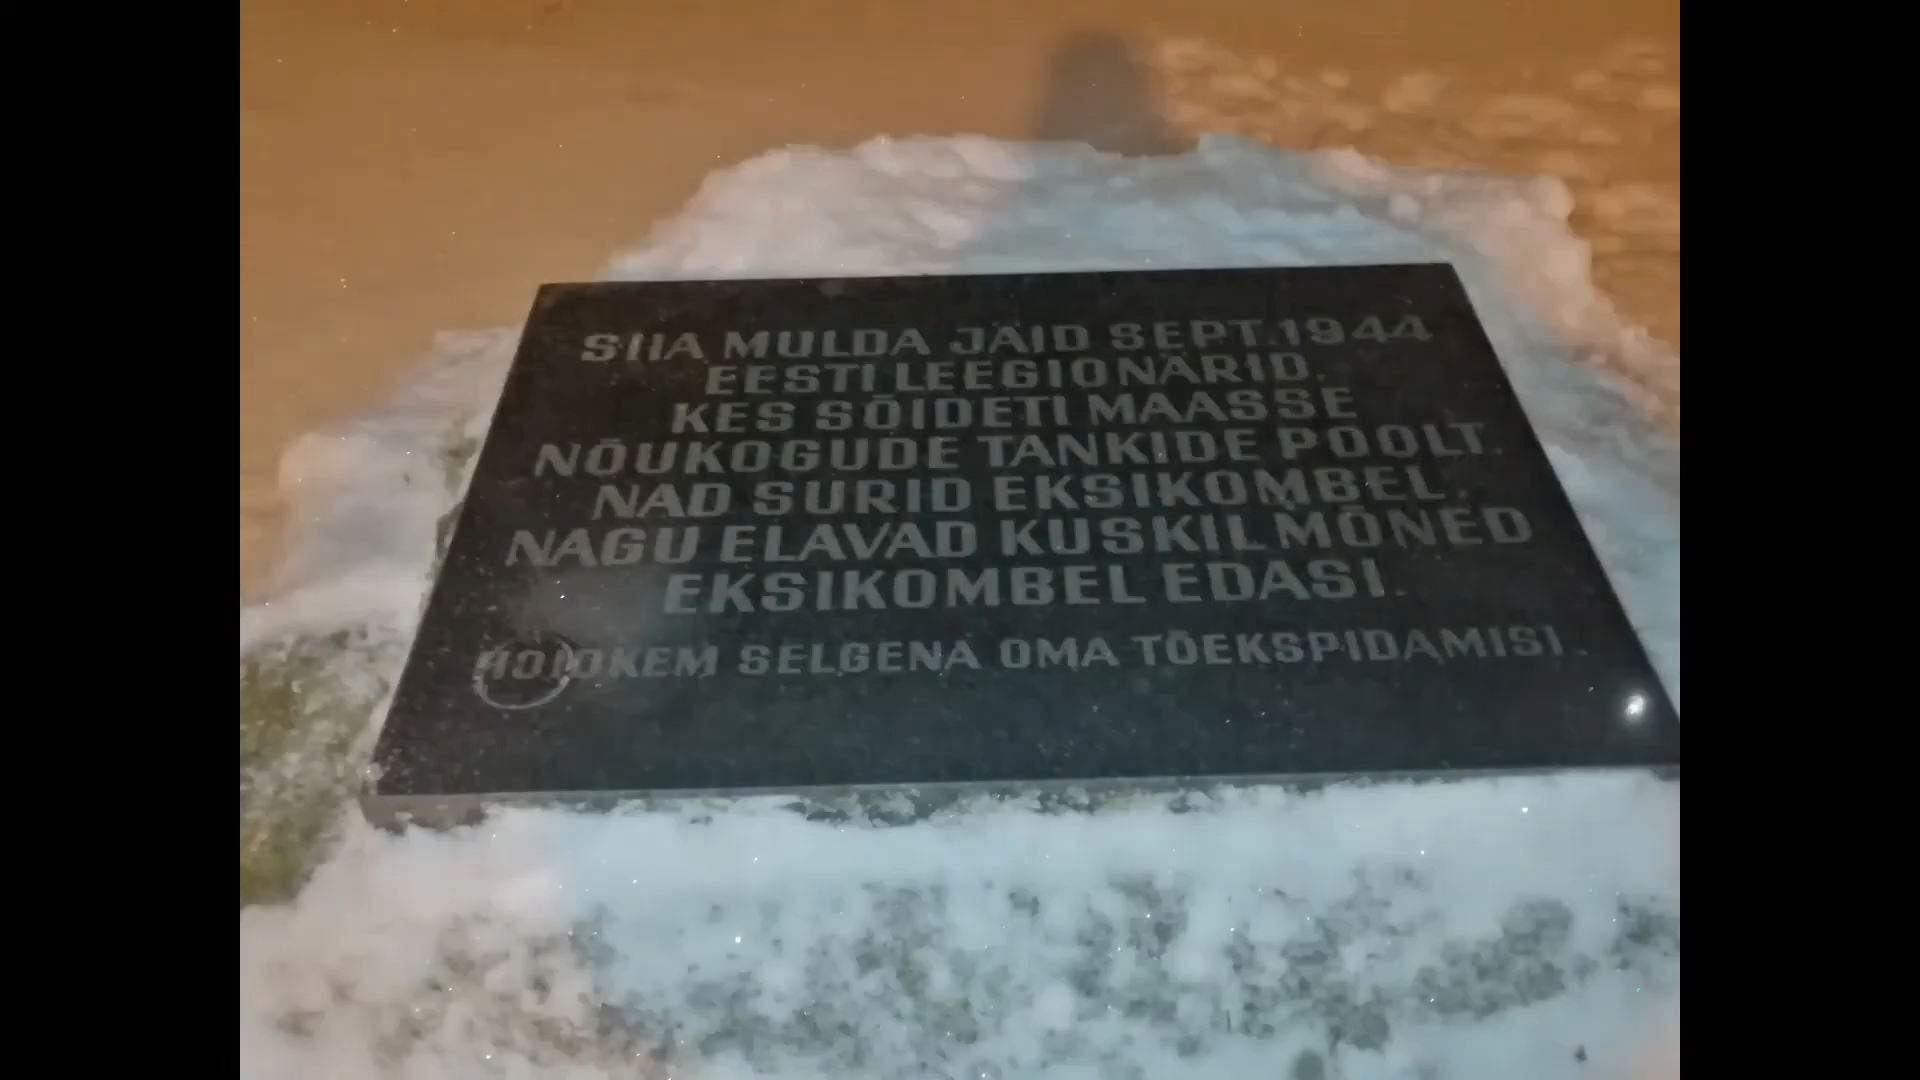 SIIA MULDA JÄID SEPT.1944
EESTI LEEGIONÄRID,
KES SÕIDETI MAASSE
NÕUKOGUDE TANKIDE POOLT.
NAD SURID EKSIKOMBEL,
NAGU ELAVAD KUSKIL MÕNED
EKSIKOMBEL EDASI.
HOIDKEM SELGENA OMA TÕEKSPIDAMISI.